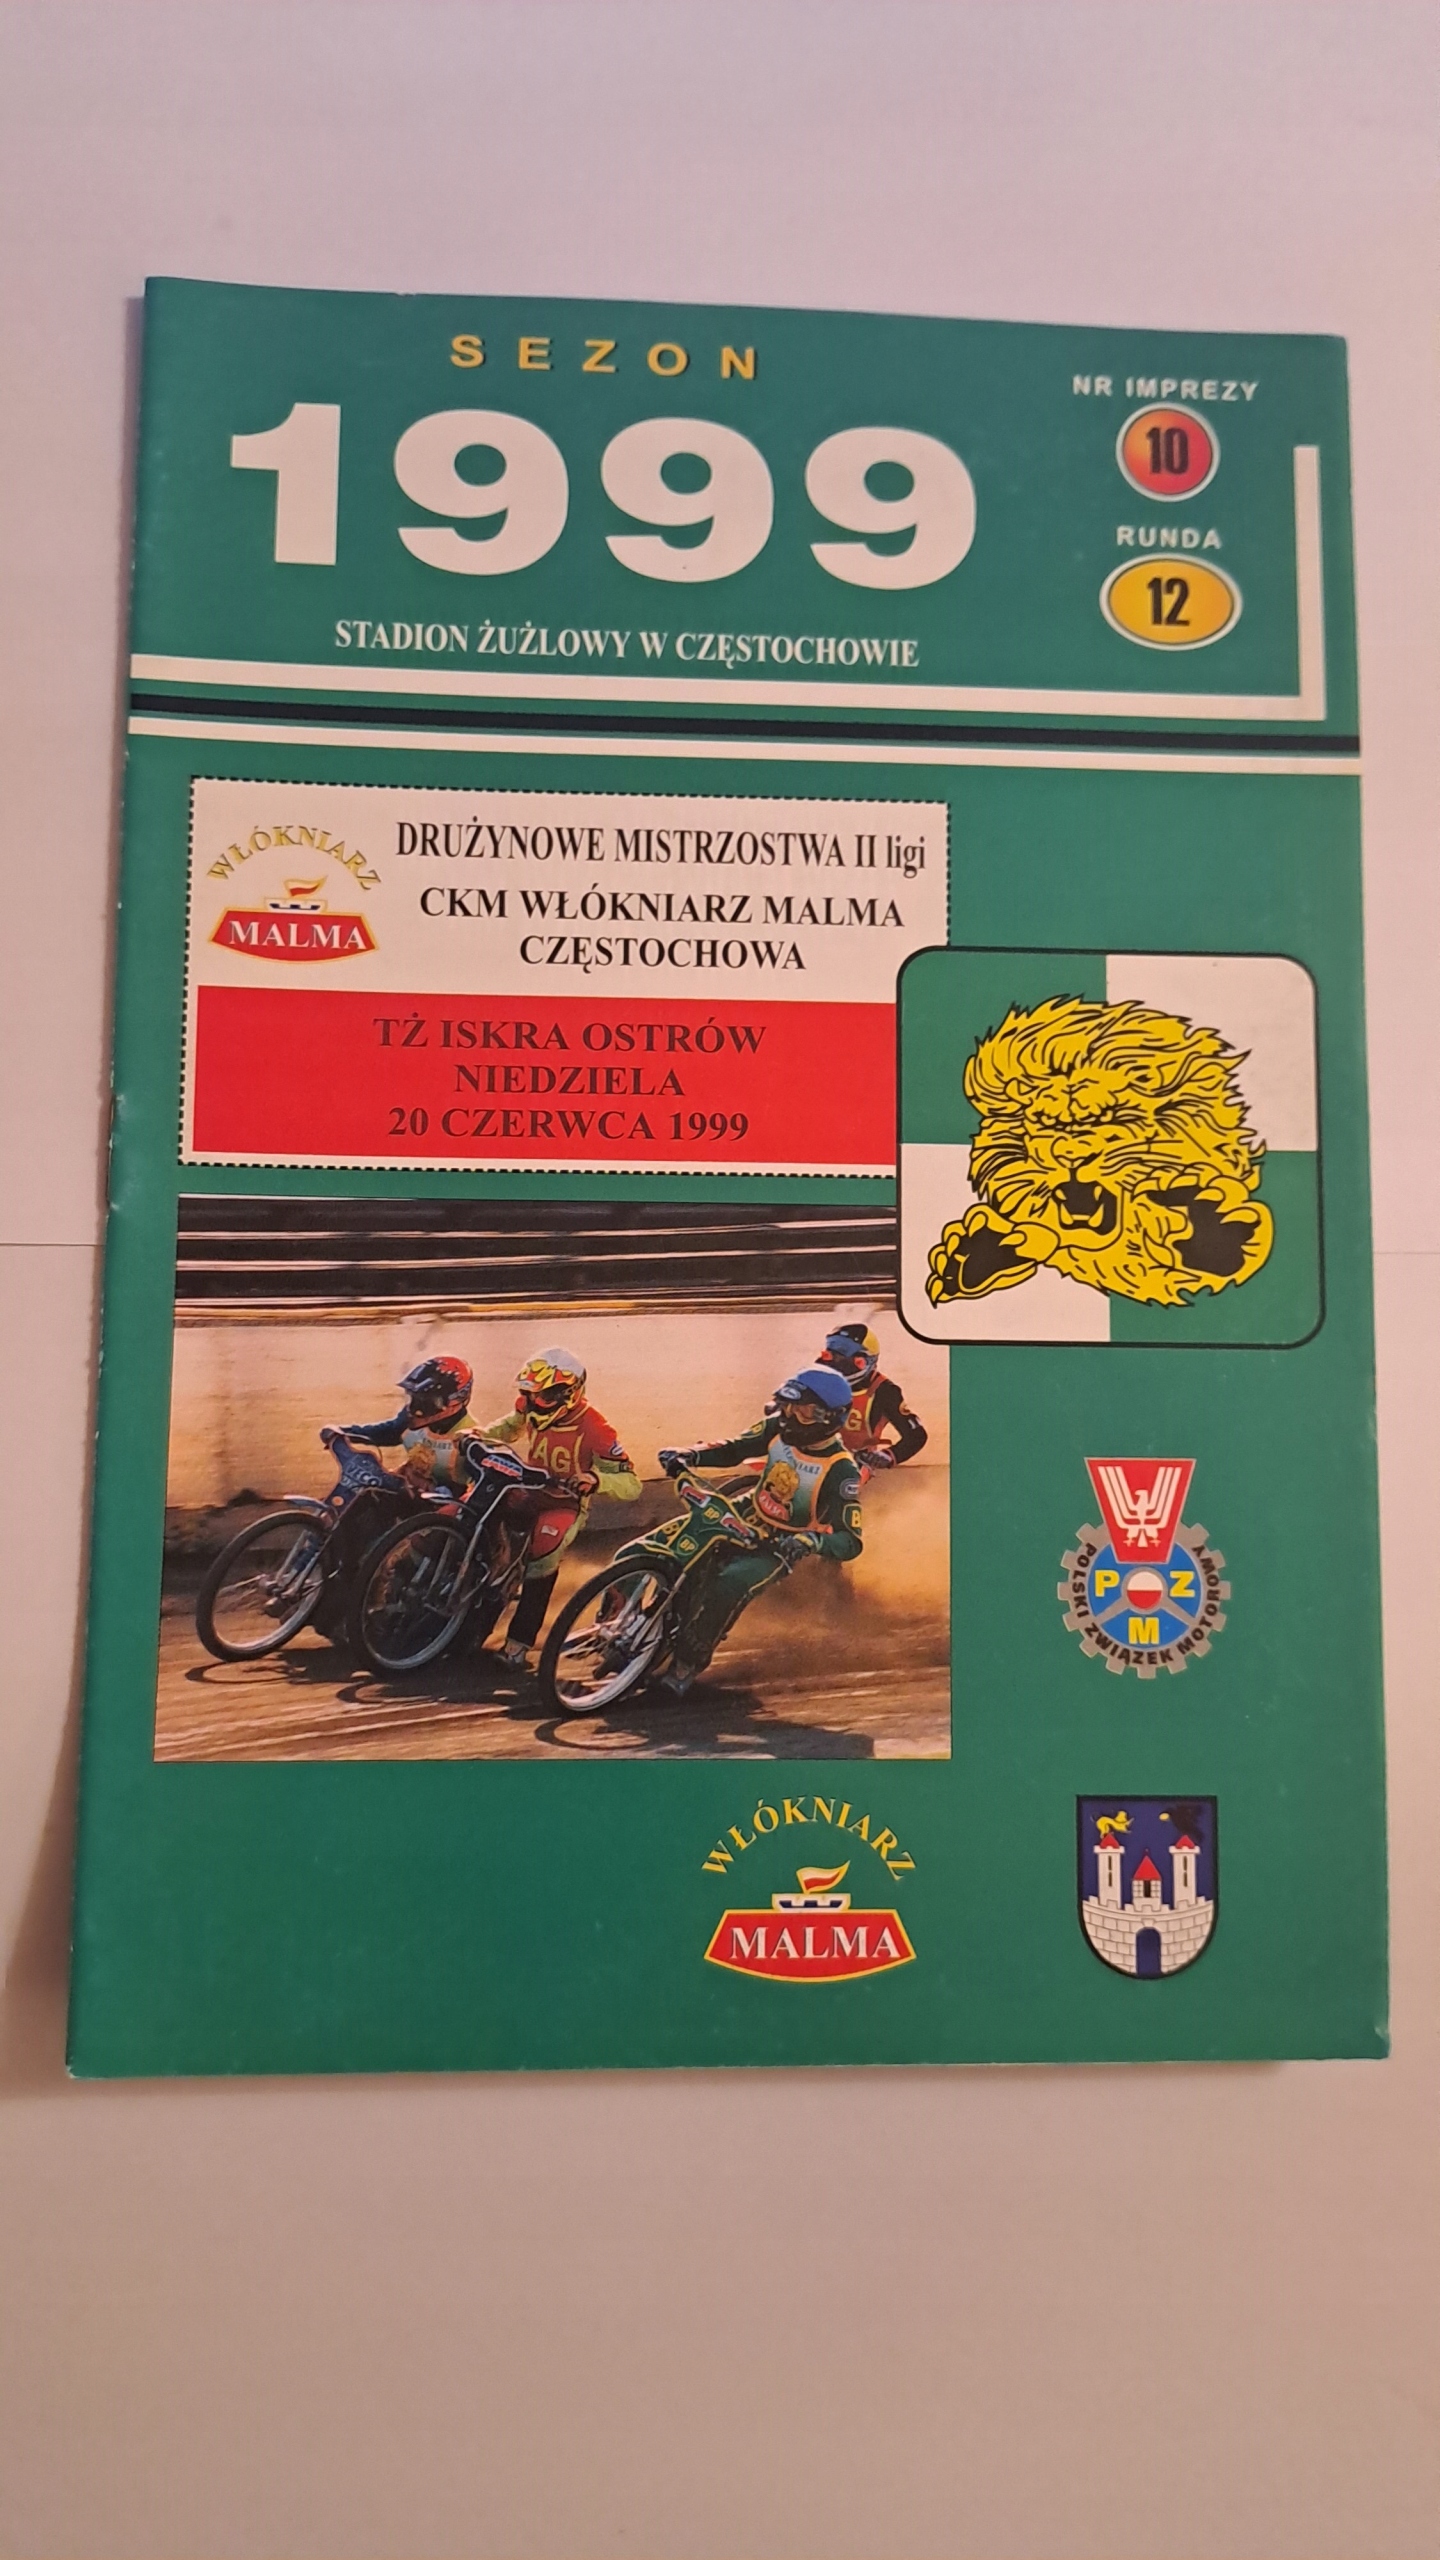 SEZON
1999
NR IMPREZY
10
RUNDA
12
STADION ŻUŻLOWY W CZĘSTOCHOWIE
WŁÓKNIARZ
MALMA
DRUŻYNOWE MISTRZOSTWA II ligi
CKM WŁÓKNIARZ MALMA
CZĘSTOCHOWA
TŻ ISKRA OSTRÓW
NIEDZIELA
20 CZERWCA 1999
BP
P Z
M
POLSKI ZWIĄZEK MOTOROWY
WŁÓKNIARZ
MALMA